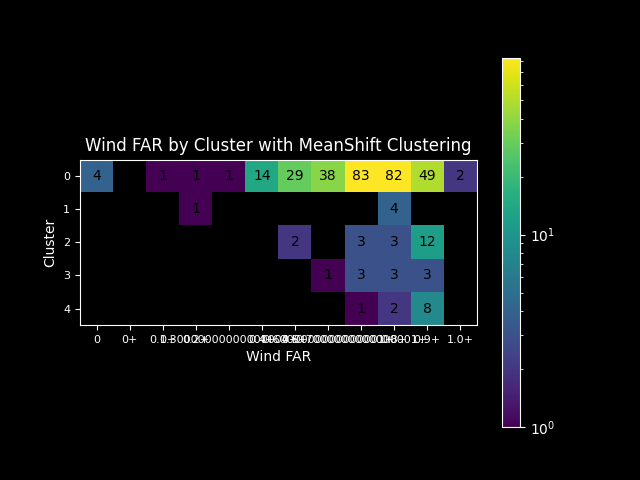 Wind FAR by Cluster with MeanShift Clustering
Cluster
0 4 1 1 1 14 29 38 83 82 49 2
1 1 4
2 2 3 3 12
3 1 3 3 3
4 1 2 8
0 0+ 1.0+
Wind FAR
10^1
10^0